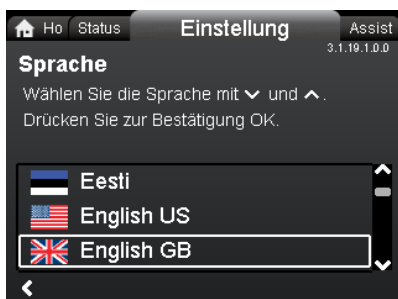 Ho Status Einstellung Assist
3.1.19.1.0.0
Sprache
Wählen Sie die Sprache mit ⌄ und ⌃.
Drücken Sie zur Bestätigung OK.
Eesti
English US
English GB